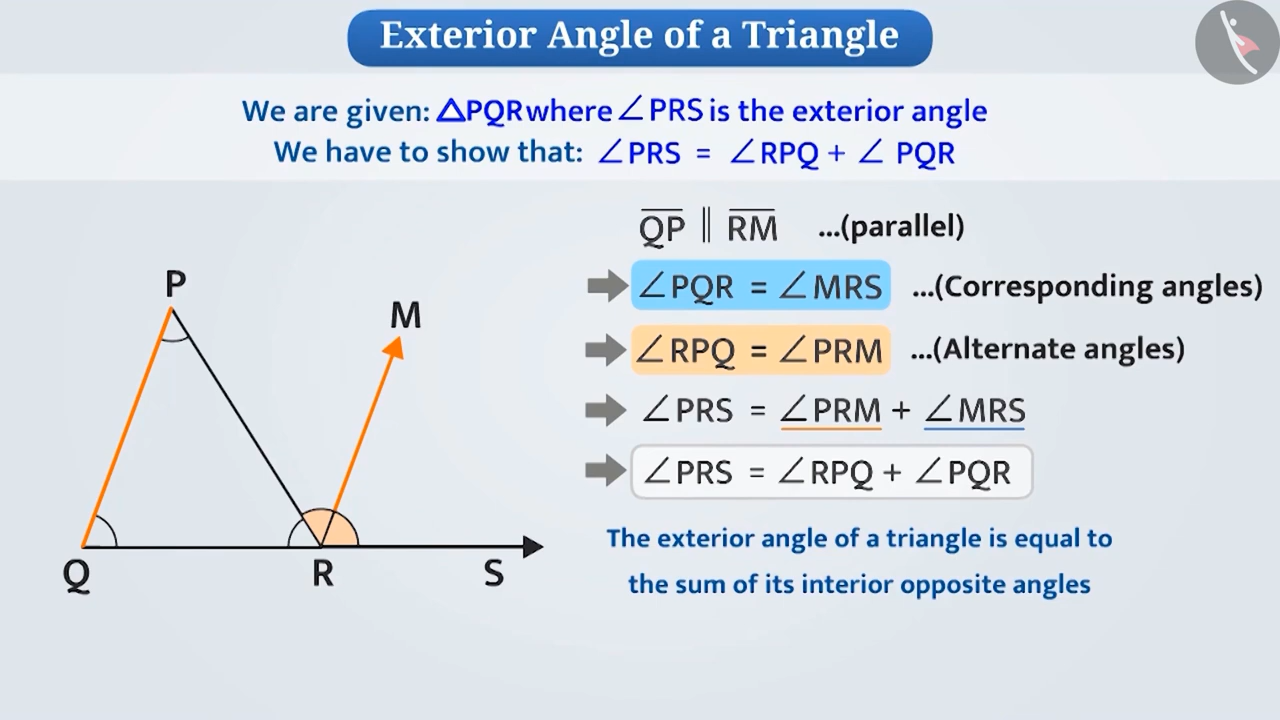 Exterior Angle of a Triangle
We are given: △PQR where ∠PRS is the exterior angle
We have to show that: ∠PRS = ∠RPQ + ∠ PQR
Q̅P̅ ∥ R̅M̅ ...(parallel)
∠PQR = ∠MRS ...(Corresponding angles)
∠RPQ = ∠PRM ...(Alternate angles)
∠PRS = ∠PRM + ∠MRS
∠PRS = ∠RPQ + ∠PQR
The exterior angle of a triangle is equal to
the sum of its interior opposite angles
P
M
Q
R
S